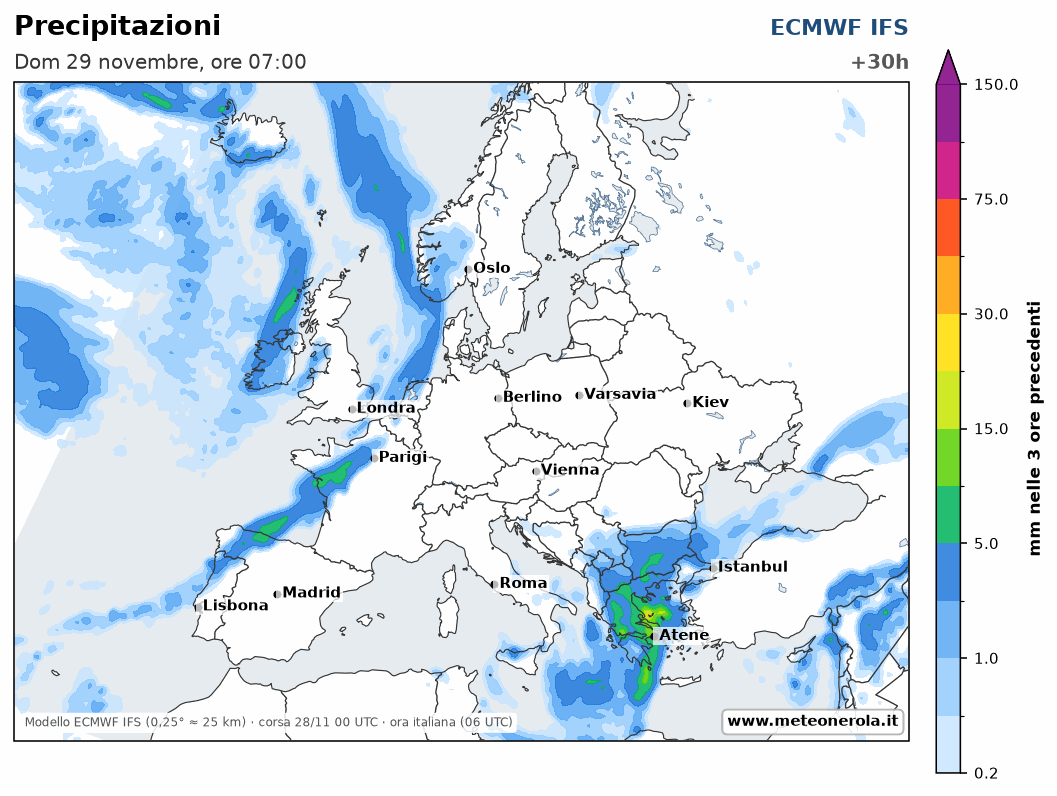 Precipitazioni
ECMWF IFS
Dom 29 novembre, ore 07:00
+30h
150.0
75.0
30.0
15.0
5.0
1.0
0.2
mm nelle 3 ore precedenti
Oslo
Berlino
Varsavia
Kiev
Londra
Parigi
Vienna
Istanbul
Roma
Madrid
Lisbona
Atene
Modello ECMWF IFS (0,25° ≈ 25 km) · corsa 28/11 00 UTC · ora italiana (06 UTC)
www.meteonerola.it